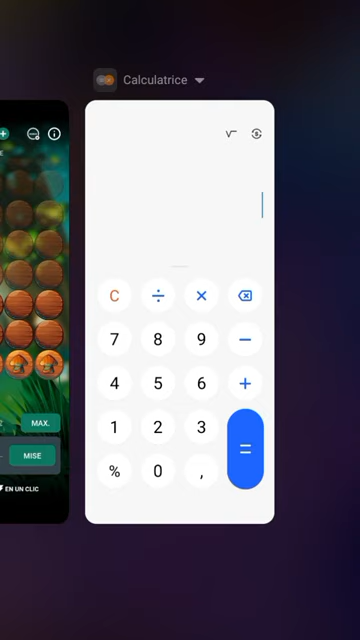 Calculatrice
C ÷ × 
7 8 9 −
4 5 6 +
1 2 3 =
% 0 ,
MAX.
MISE
EN UN CLIC